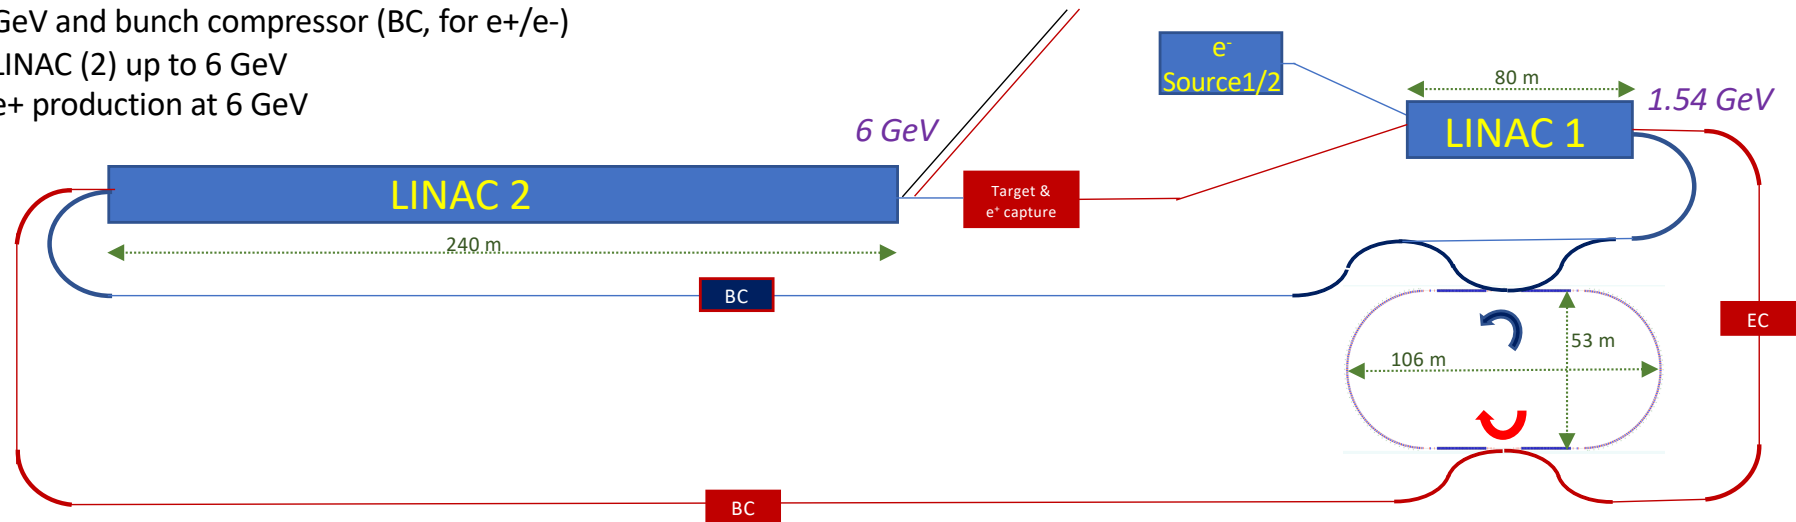 GeV and bunch compressor (BC, for e+/e-)
LINAC (2) up to 6 GeV
e+ production at 6 GeV
e-
Source1/2
80 m
1.54 GeV
6 GeV
LINAC 1
LINAC 2
Target &
e+ capture
240 m
BC
EC
53 m
106 m
BC